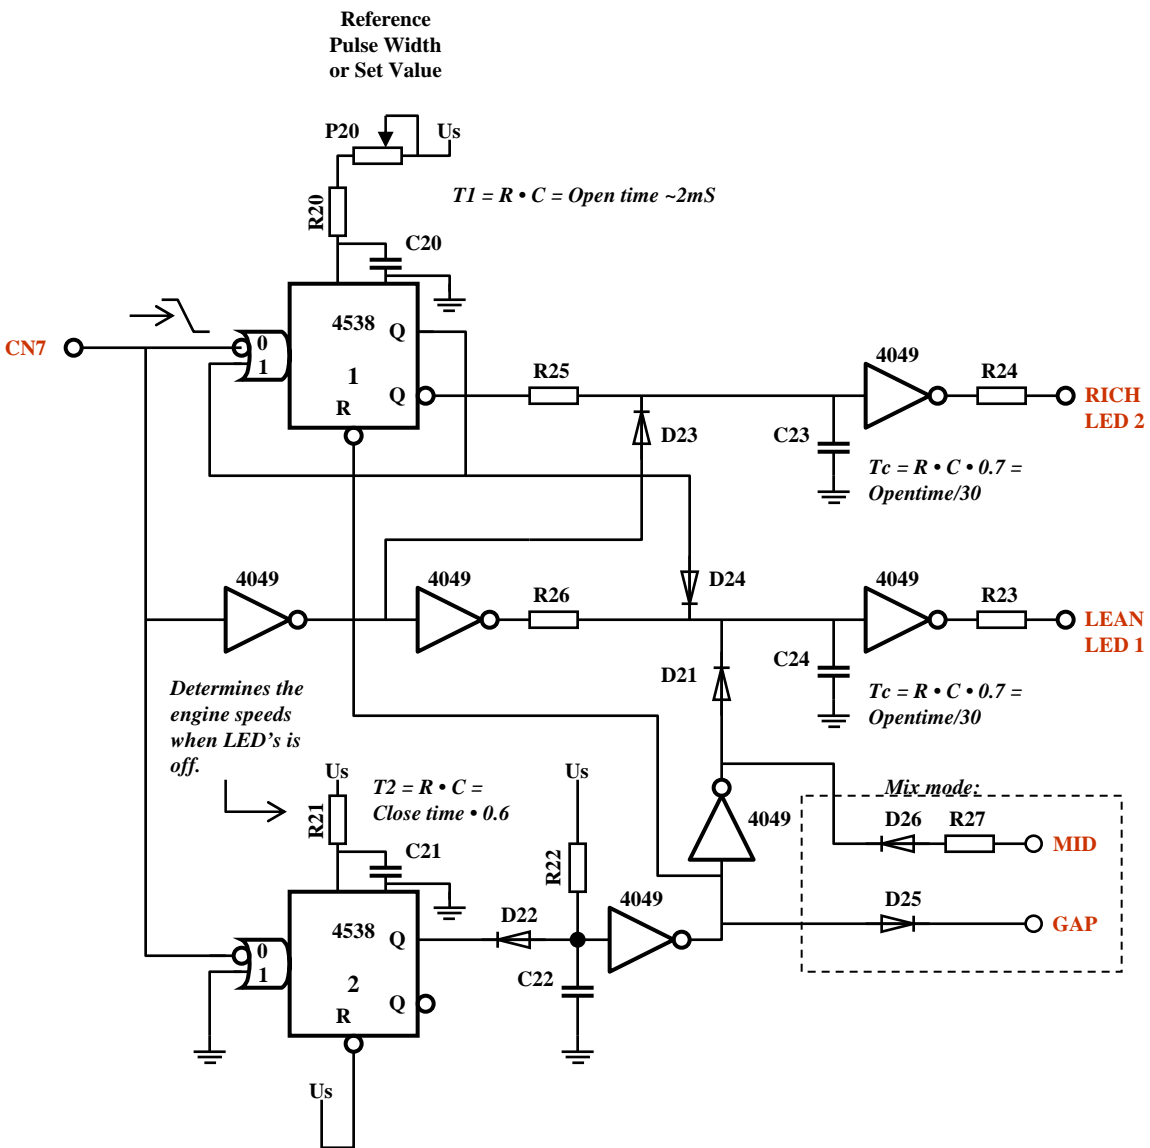 Reference
Pulse Width
or Set Value
P20
Us
R20
T1 = R • C = Open time ~2mS
C20
4538
Q
CN7
0
1
1
Q
R
R25
4049
R24
RICH
LED 2
D23
C23
Tc = R • C • 0.7 =
Opentime/30
4049
4049
R26
D24
4049
R23
LEAN
LED 1
D21
C24
Determines the
engine speeds
when LED's is
off.
Tc = R • C • 0.7 =
Opentime/30
Us
R21
T2 = R • C =
Close time • 0.6
Us
R22
C21
4049
Mix mode:
D26
R27
MID
D25
GAP
4538
Q
0
1
2
Q
R
D22
4049
C22
Us